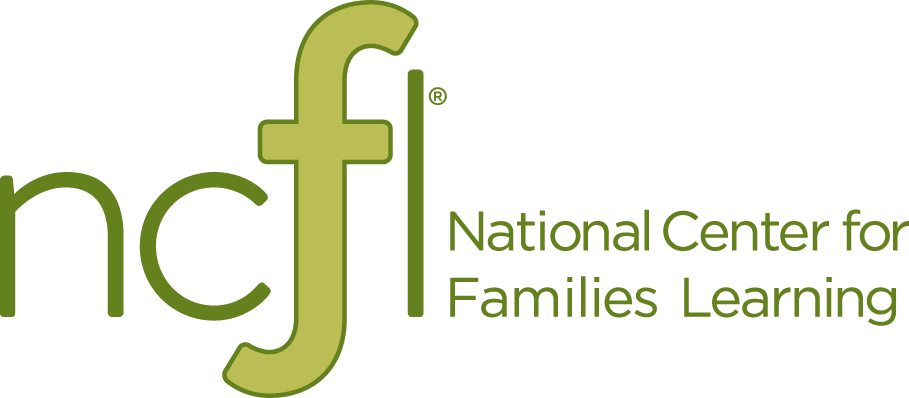 ncfl®
National Center for
Families Learning